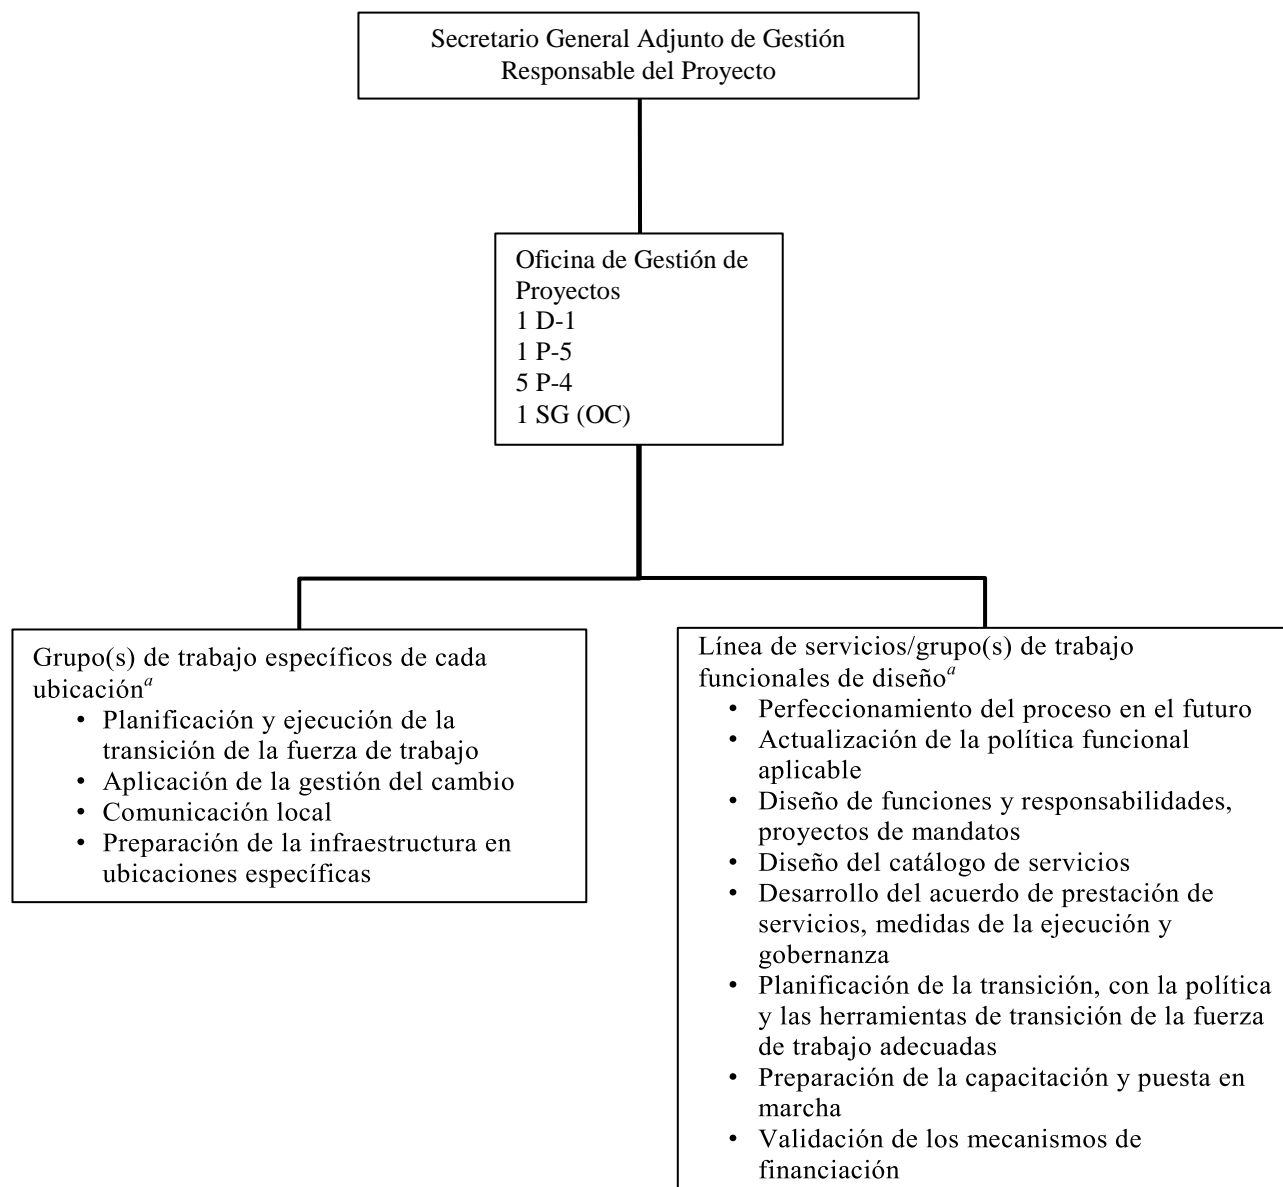 Secretario General Adjunto de Gestión
Responsable del Proyecto
Oficina de Gestión de
Proyectos
1 D-1
1 P-5
5 P-4
1 SG (OC)
Grupo(s) de trabajo específicos de cada
ubicaciónᵃ
• Planificación y ejecución de la
transición de la fuerza de trabajo
• Aplicación de la gestión del cambio
• Comunicación local
• Preparación de la infraestructura en
ubicaciones específicas
Línea de servicios/grupo(s) de trabajo
funcionales de diseñoᵃ
• Perfeccionamiento del proceso en el futuro
• Actualización de la política funcional
aplicable
• Diseño de funciones y responsabilidades,
proyectos de mandatos
• Diseño del catálogo de servicios
• Desarrollo del acuerdo de prestación de
servicios, medidas de la ejecución y
gobernanza
• Planificación de la transición, con la política
y las herramientas de transición de la fuerza
de trabajo adecuadas
• Preparación de la capacitación y puesta en
marcha
• Validación de los mecanismos de
financiación